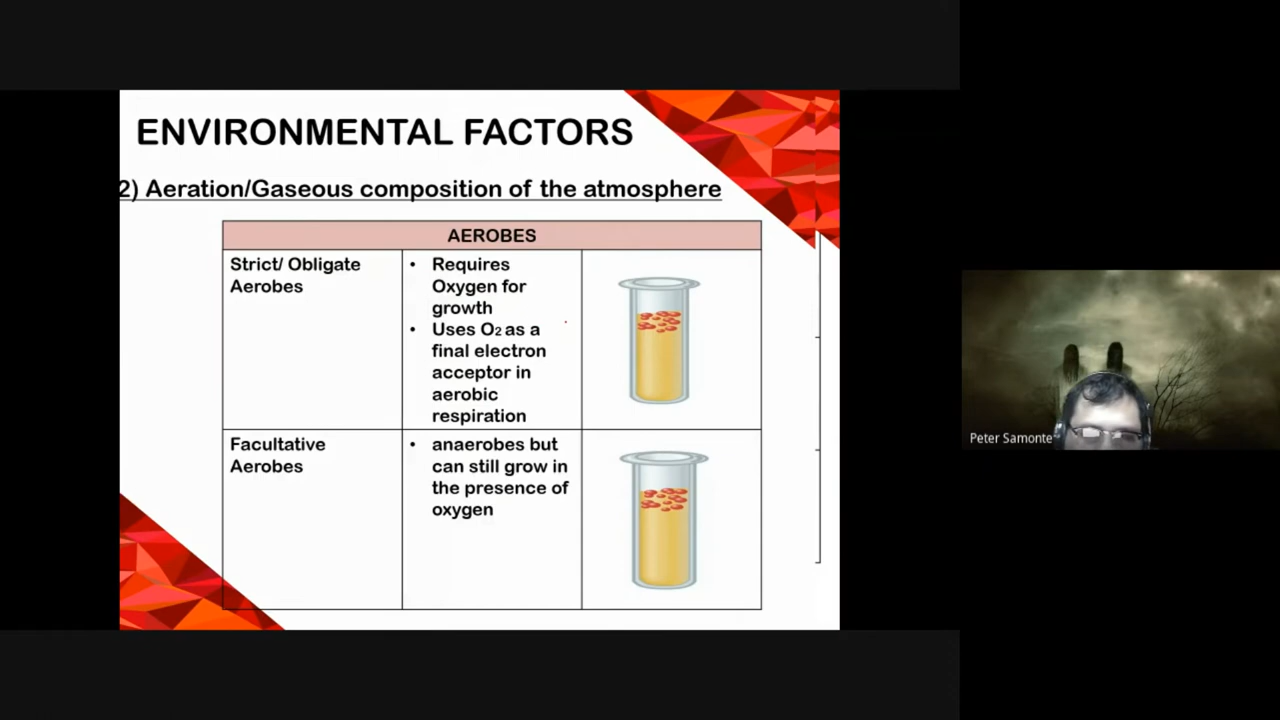 ENVIRONMENTAL FACTORS
2) Aeration/Gaseous composition of the atmosphere
AEROBES
Strict/ Obligate
Aerobes
• Requires
Oxygen for
growth
• Uses O2 as a
final electron
acceptor in
aerobic
respiration
Facultative
Aerobes
• anaerobes but
can still grow in
the presence of
oxygen
Peter Samonte